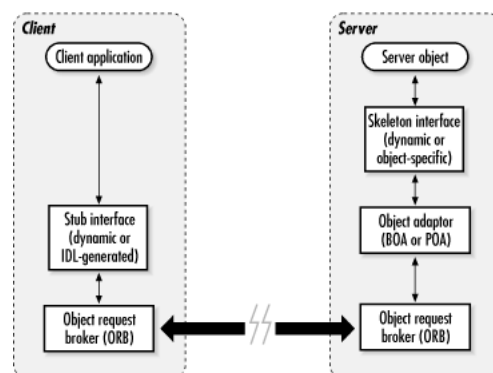 Client
Client application
Stub interface
(dynamic or
IDL-generated)
Object request
broker (ORB)
Server
Server object
Skeleton interface
(dynamic or
object-specific)
Object adaptor
(BOA or POA)
Object request
broker (ORB)